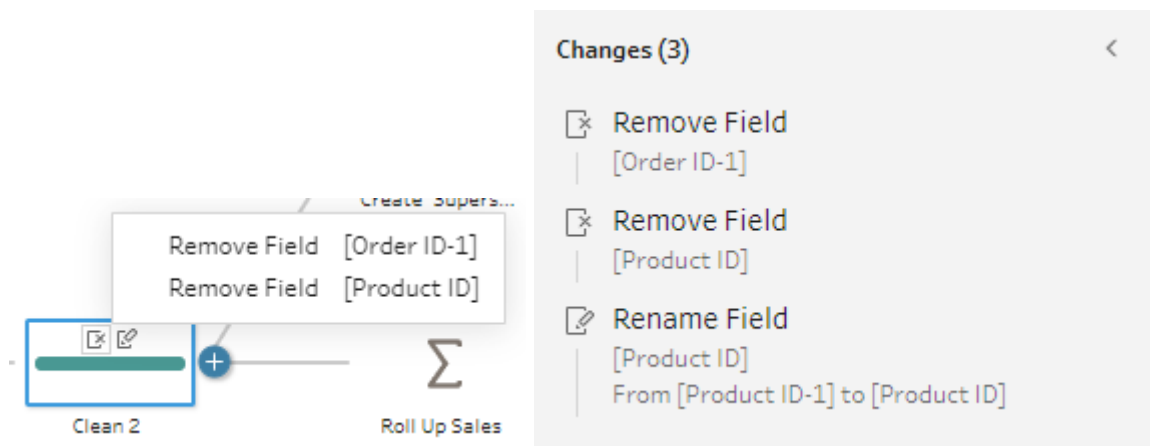 Create 'Supers...
Remove Field [Order ID-1]
Remove Field [Product ID]
Clean 2
Roll Up Sales
Changes (3)
Remove Field
[Order ID-1]
Remove Field
[Product ID]
Rename Field
[Product ID]
From [Product ID-1] to [Product ID]